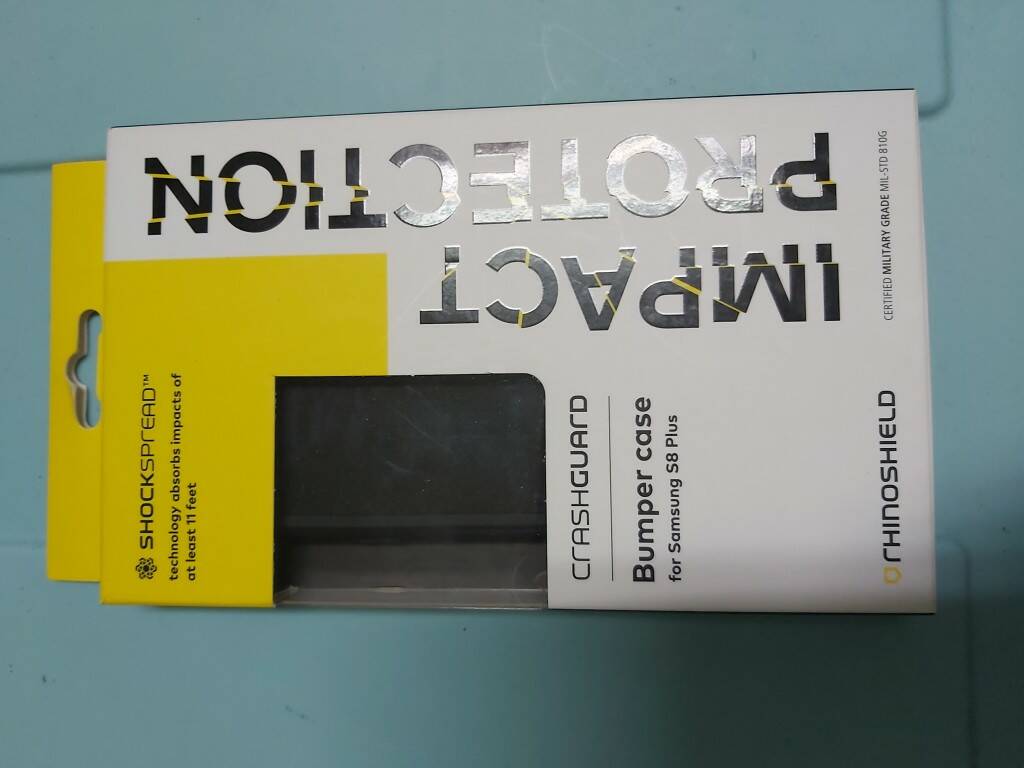 SHOCKSPREAD™
technology absorbs impacts of
at least 11 feet
IMPACT
PROTECTION
CRASHGUARD
Bumper case
for Samsung S8 Plus
RHINOSHIELD
CERTIFIED MILITARY GRADE MIL-STD 810G